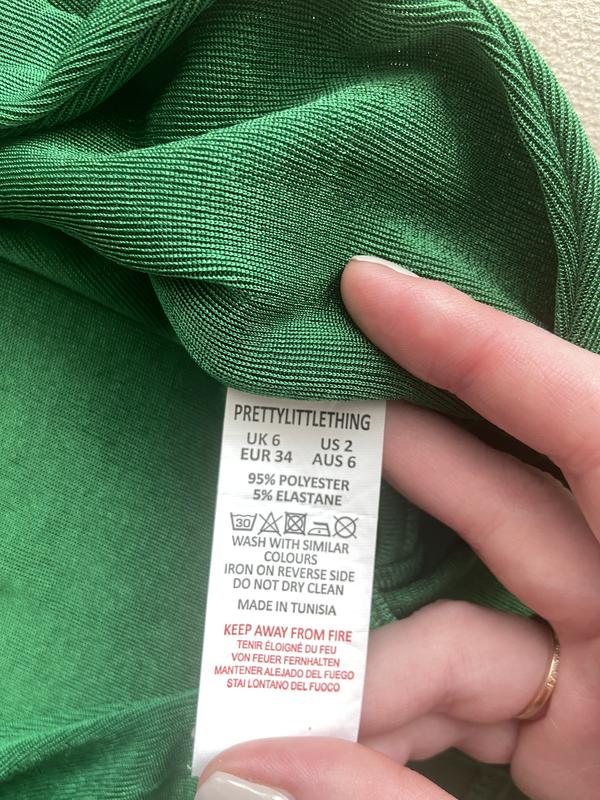 PRETTYLITTLETHING
UK 6 US 2
EUR 34 AUS 6
95% POLYESTER
5% ELASTANE
30
WASH WITH SIMILAR
COLOURS
IRON ON REVERSE SIDE
DO NOT DRY CLEAN
MADE IN TUNISIA
KEEP AWAY FROM FIRE
TENIR ÉLOIGNÉ DU FEU
VON FEUER FERNHALTEN
MANTENER ALEJADO DEL FUEGO
STAI LONTANO DEL FUOCO